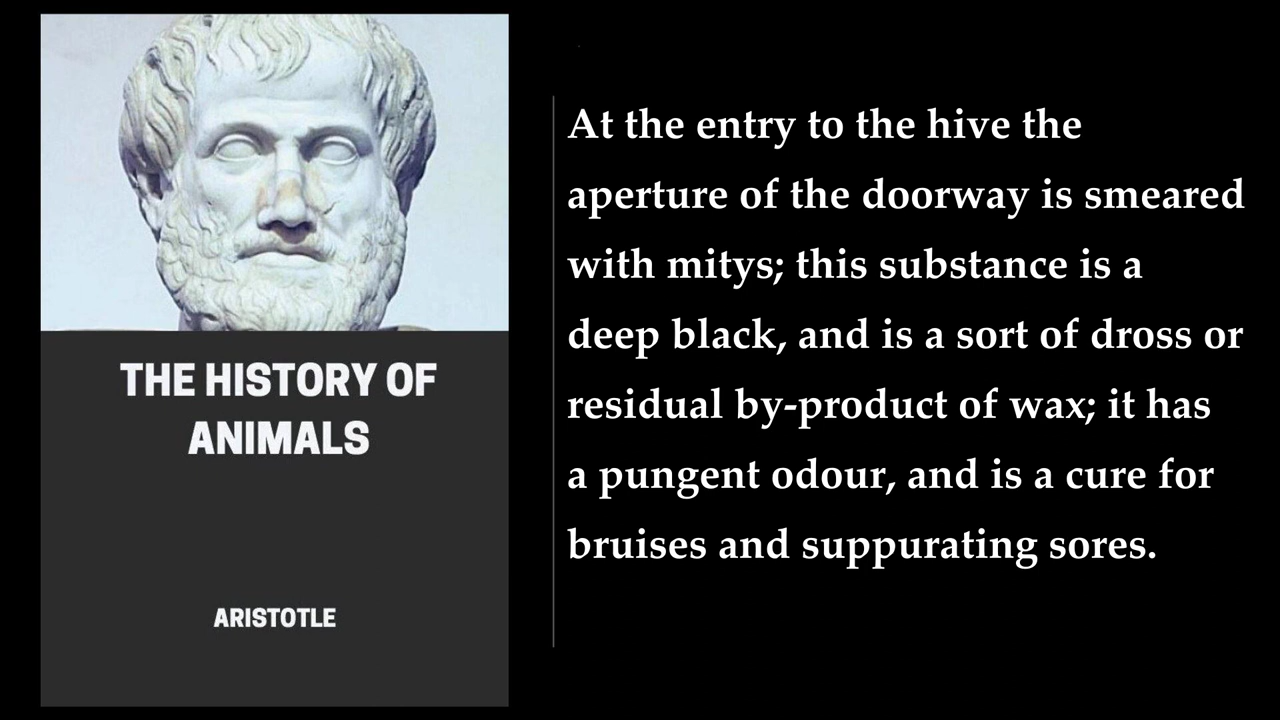 THE HISTORY OF
ANIMALS
ARISTOTLE
At the entry to the hive the
aperture of the doorway is smeared
with mitys; this substance is a
deep black, and is a sort of dross or
residual by-product of wax; it has
a pungent odour, and is a cure for
bruises and suppurating sores.